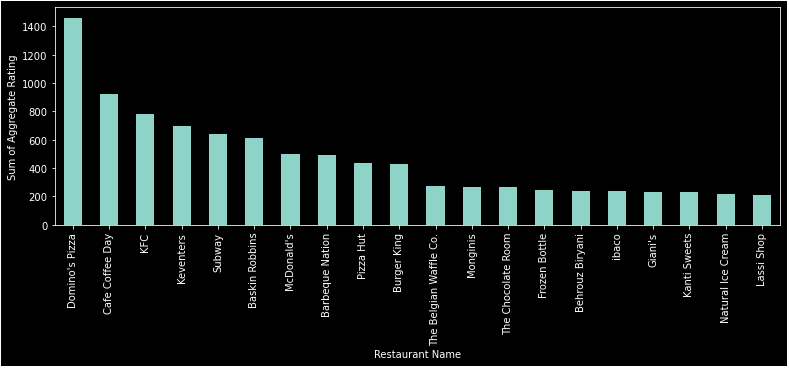 Sum of Aggregate Rating
1400
1200
1000
800
600
400
200
0
Domino's Pizza
Cafe Coffee Day
KFC
Keventers
Subway
Baskin Robbins
McDonald's
Barbeque Nation
Pizza Hut
Burger King
The Belgian Waffle Co.
Monginis
The Chocolate Room
Frozen Bottle
Behrouz Biryani
ibaco
Giani's
Kanti Sweets
Natural Ice Cream
Lassi Shop
Restaurant Name